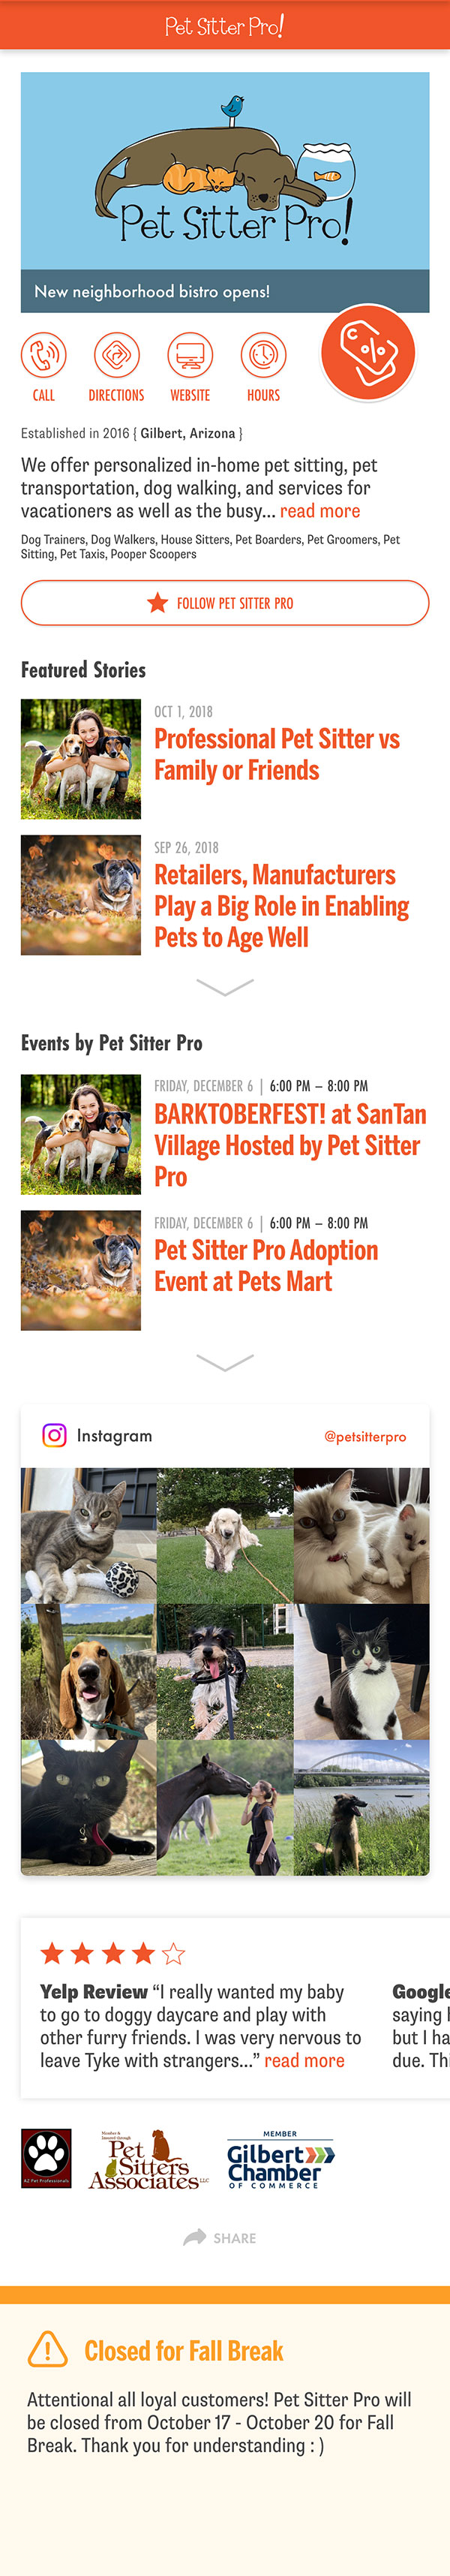 Pet Sitter Pro!
Pet Sitter Pro!
New neighborhood bistro opens!
C %
CALL DIRECTIONS WEBSITE HOURS
Established in 2016 { Gilbert, Arizona }
We offer personalized in-home pet sitting, pet
transportation, dog walking, and services for
vacationers as well as the busy... read more
Dog Trainers, Dog Walkers, House Sitters, Pet Boarders, Pet Groomers, Pet
Sitting, Pet Taxis, Pooper Scoopers
FOLLOW PET SITTER PRO
Featured Stories
OCT 1, 2018
Professional Pet Sitter vs
Family or Friends
SEP 26, 2018
Retailers, Manufacturers
Play a Big Role in Enabling
Pets to Age Well
Events by Pet Sitter Pro
FRIDAY, DECEMBER 6 | 6:00 PM – 8:00 PM
BARKTOBERFEST! at SanTan
Village Hosted by Pet Sitter
Pro
FRIDAY, DECEMBER 6 | 6:00 PM – 8:00 PM
Pet Sitter Pro Adoption
Event at Pets Mart
Instagram @petsitterpro
Yelp Review “I really wanted my baby
to go to doggy daycare and play with
other furry friends. I was very nervous to
leave Tyke with strangers...” read more
Google
saying
but I ha
due. Th
AZ Pet Professionals
Member &
Insured through
Pet
Sitters
Associates LLC
MEMBER
Gilbert
Chamber
OF COMMERCE
SHARE
Closed for Fall Break
Attentional all loyal customers! Pet Sitter Pro will
be closed from October 17 - October 20 for Fall
Break. Thank you for understanding : )